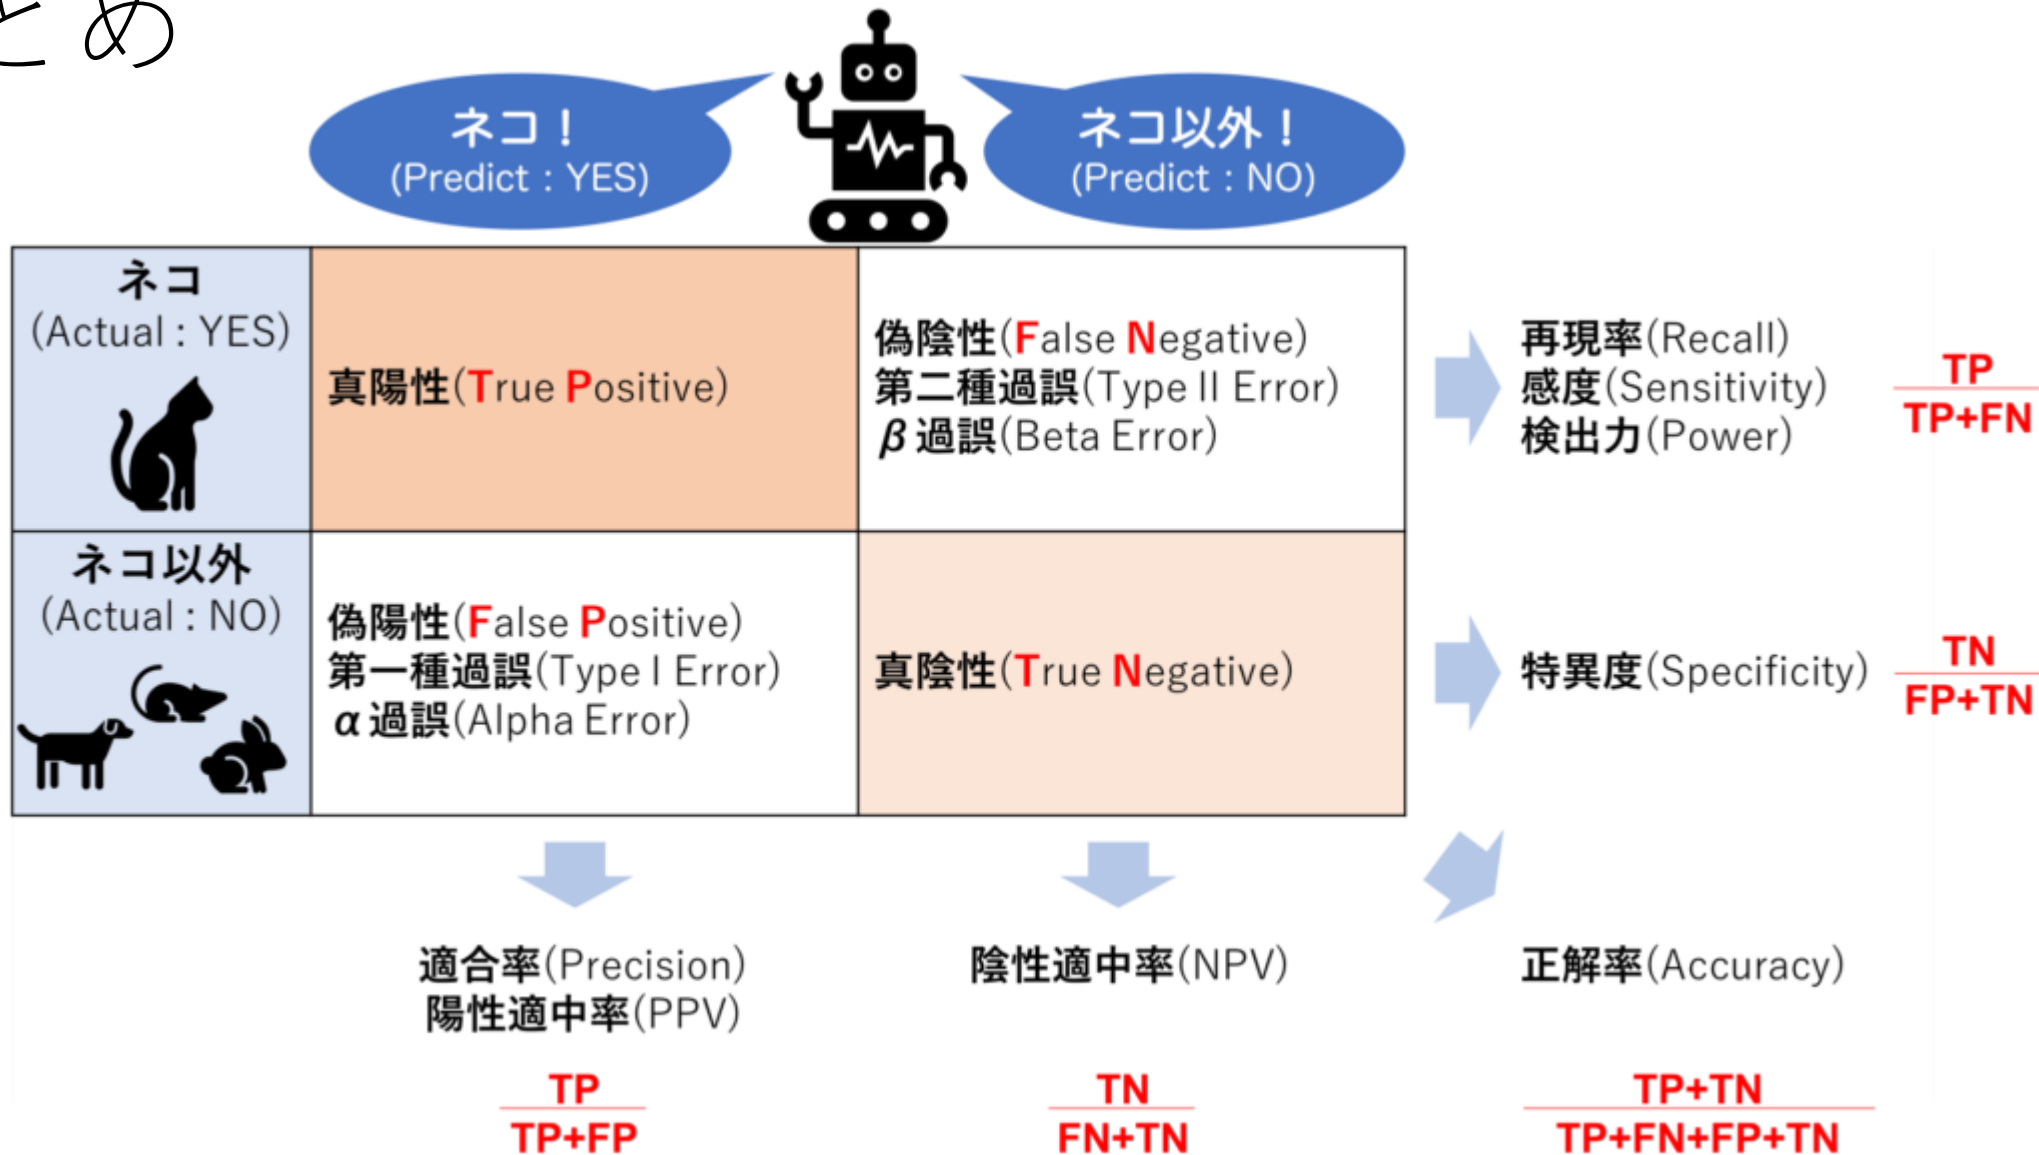 とめ
ネコ！
(Predict：YES)
ネコ以外！
(Predict：NO)
ネコ
(Actual : YES)
真陽性(True Positive)
偽陰性(False Negative)
第二種過誤(Type II Error)
β過誤(Beta Error)
再現率(Recall)
感度(Sensitivity)
検出力(Power)
TP
TP+FN
ネコ以外
(Actual : NO)
偽陽性(False Positive)
第一種過誤(Type I Error)
α過誤(Alpha Error)
真陰性(True Negative)
特異度(Specificity)
TN
FP+TN
適合率(Precision)
陽性適中率(PPV)
TP
TP+FP
陰性適中率(NPV)
TN
FN+TN
正解率(Accuracy)
TP+TN
TP+FN+FP+TN